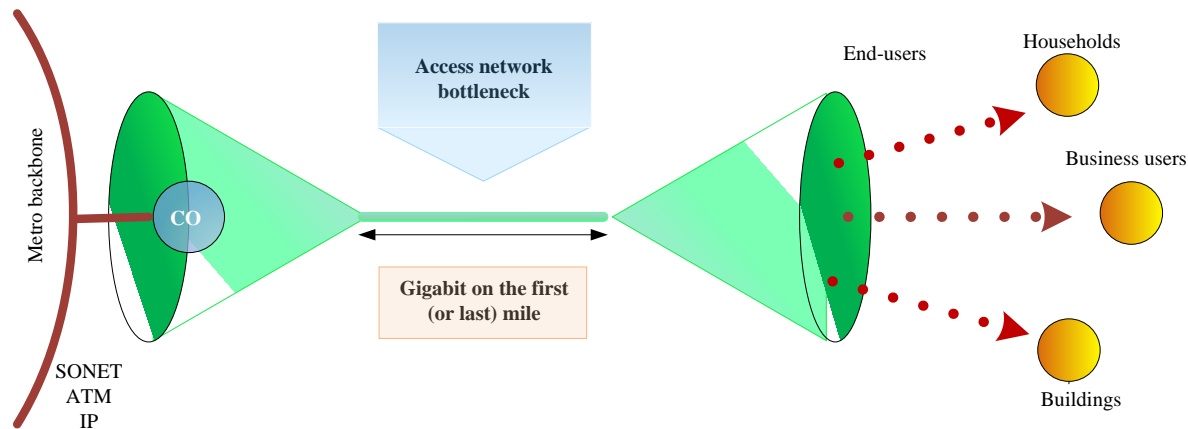 Metro backbone
SONET
ATM
IP
CO
Access network
bottleneck
Gigabit on the first
(or last) mile
End-users
Households
Business users
Buildings